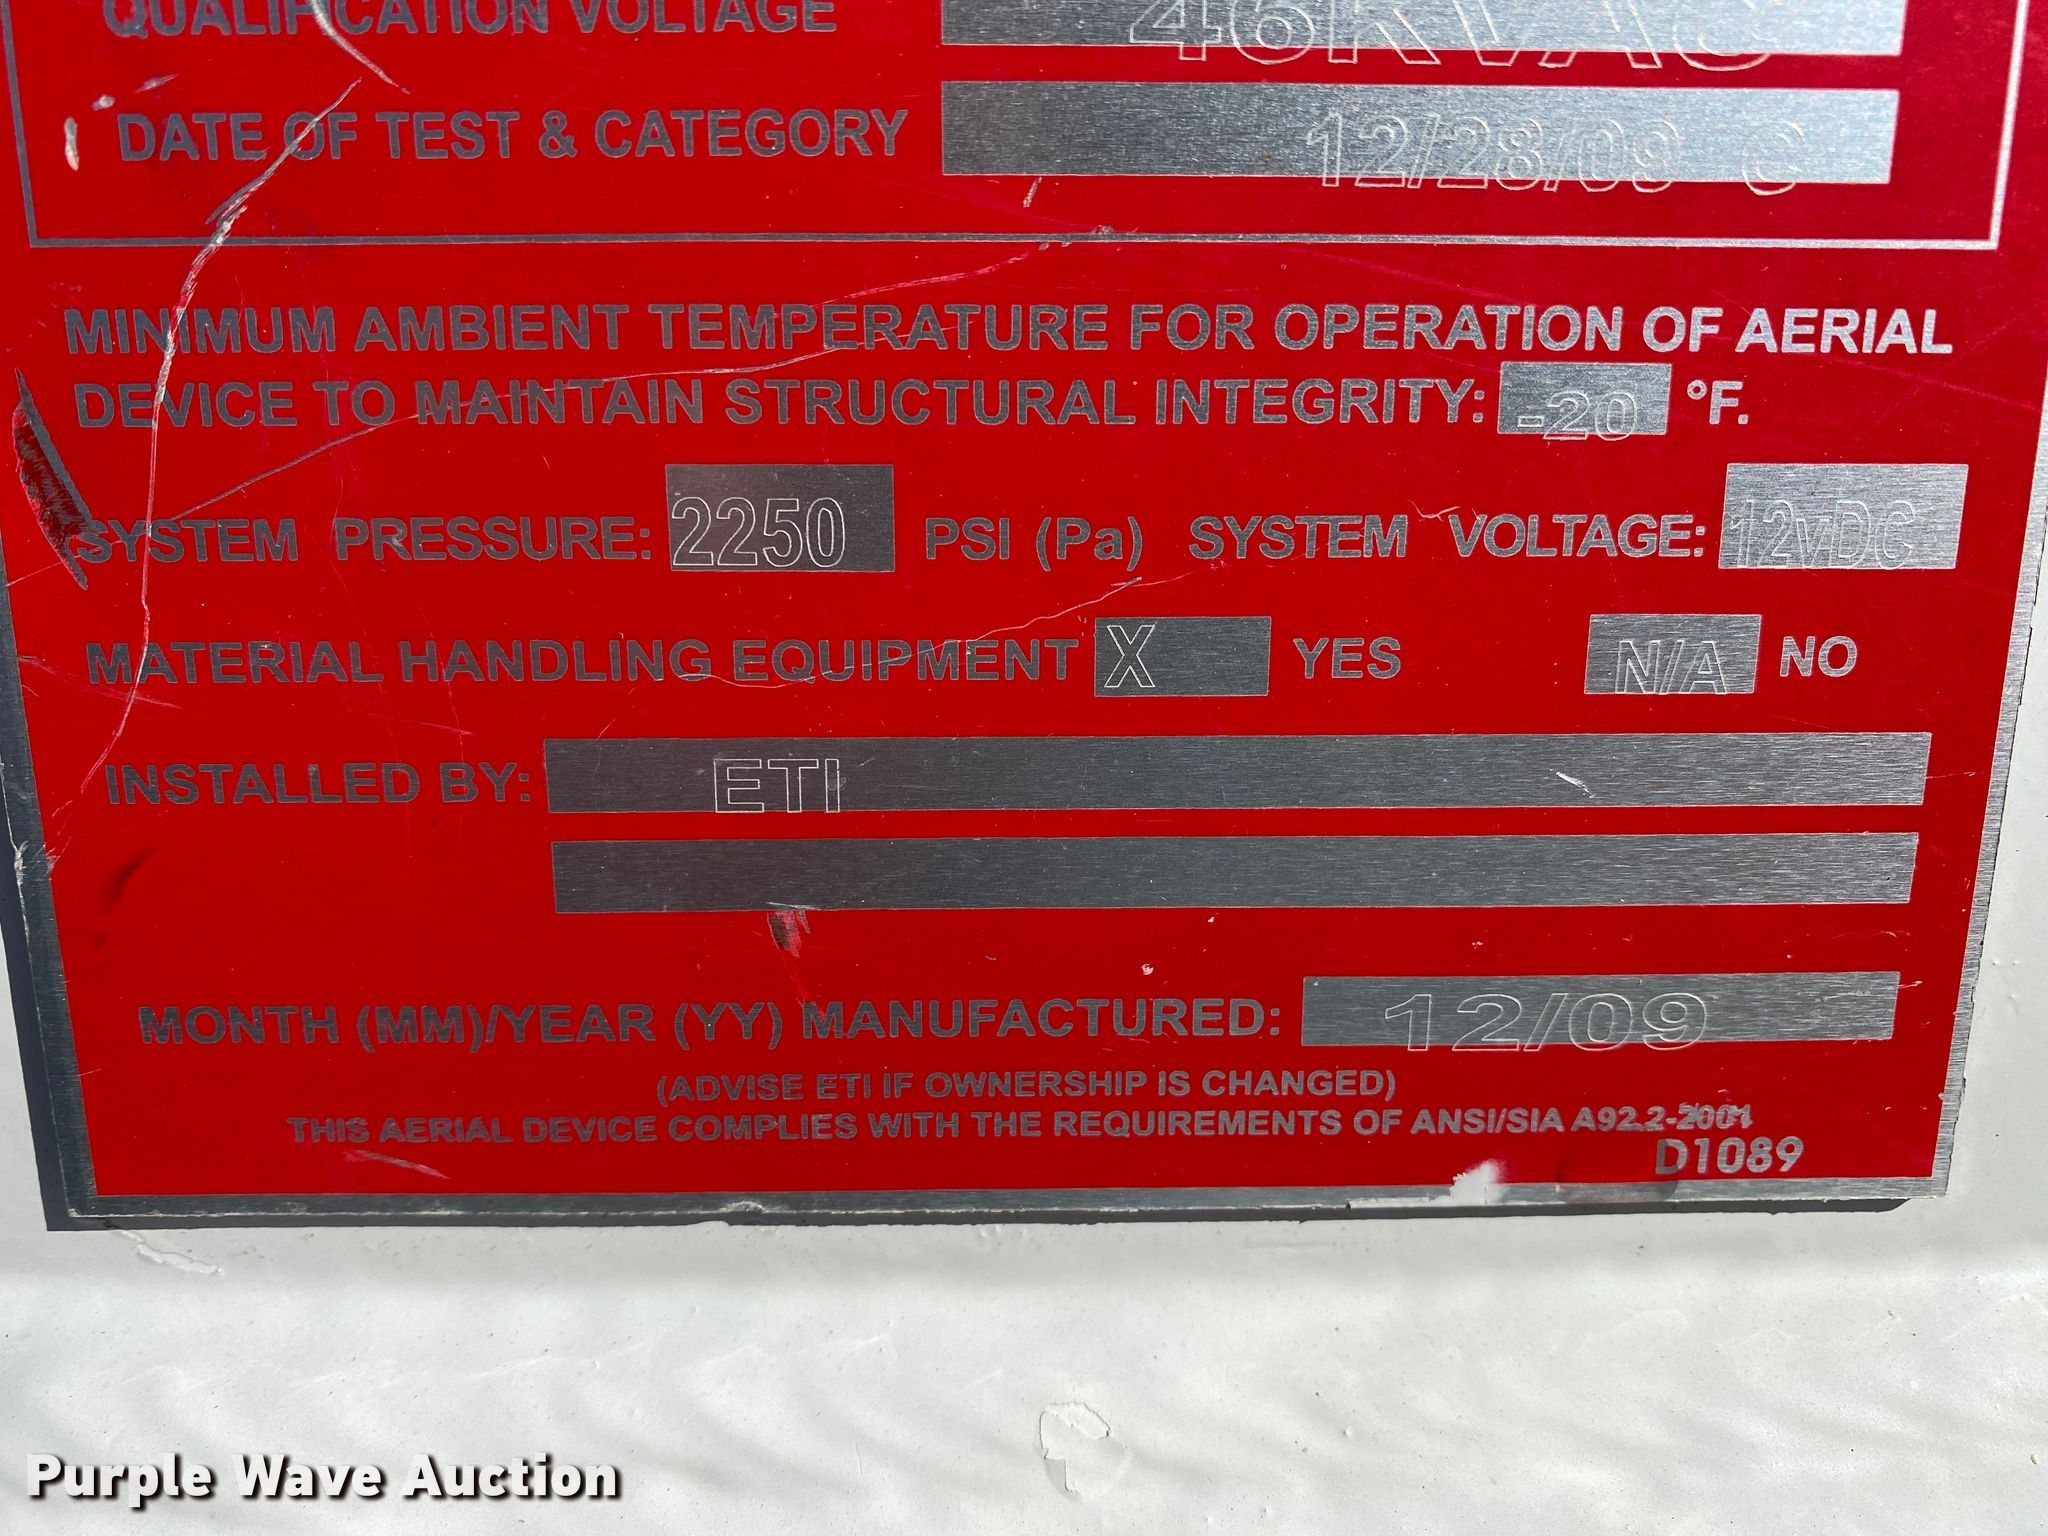 QUALIFICATION VOLTAGE 46KVAC
DATE OF TEST & CATEGORY 12/28/09 C
MINIMUM AMBIENT TEMPERATURE FOR OPERATION OF AERIAL
DEVICE TO MAINTAIN STRUCTURAL INTEGRITY: -20 °F.
SYSTEM PRESSURE: 2250 PSI (Pa) SYSTEM VOLTAGE: 12vDC
MATERIAL HANDLING EQUIPMENT X YES N/A NO
INSTALLED BY: ETI
MONTH (MM)/YEAR (YY) MANUFACTURED: 12/09
(ADVISE ETI IF OWNERSHIP IS CHANGED)
THIS AERIAL DEVICE COMPLIES WITH THE REQUIREMENTS OF ANSI/SIA
D1089
Purple Wave Auction